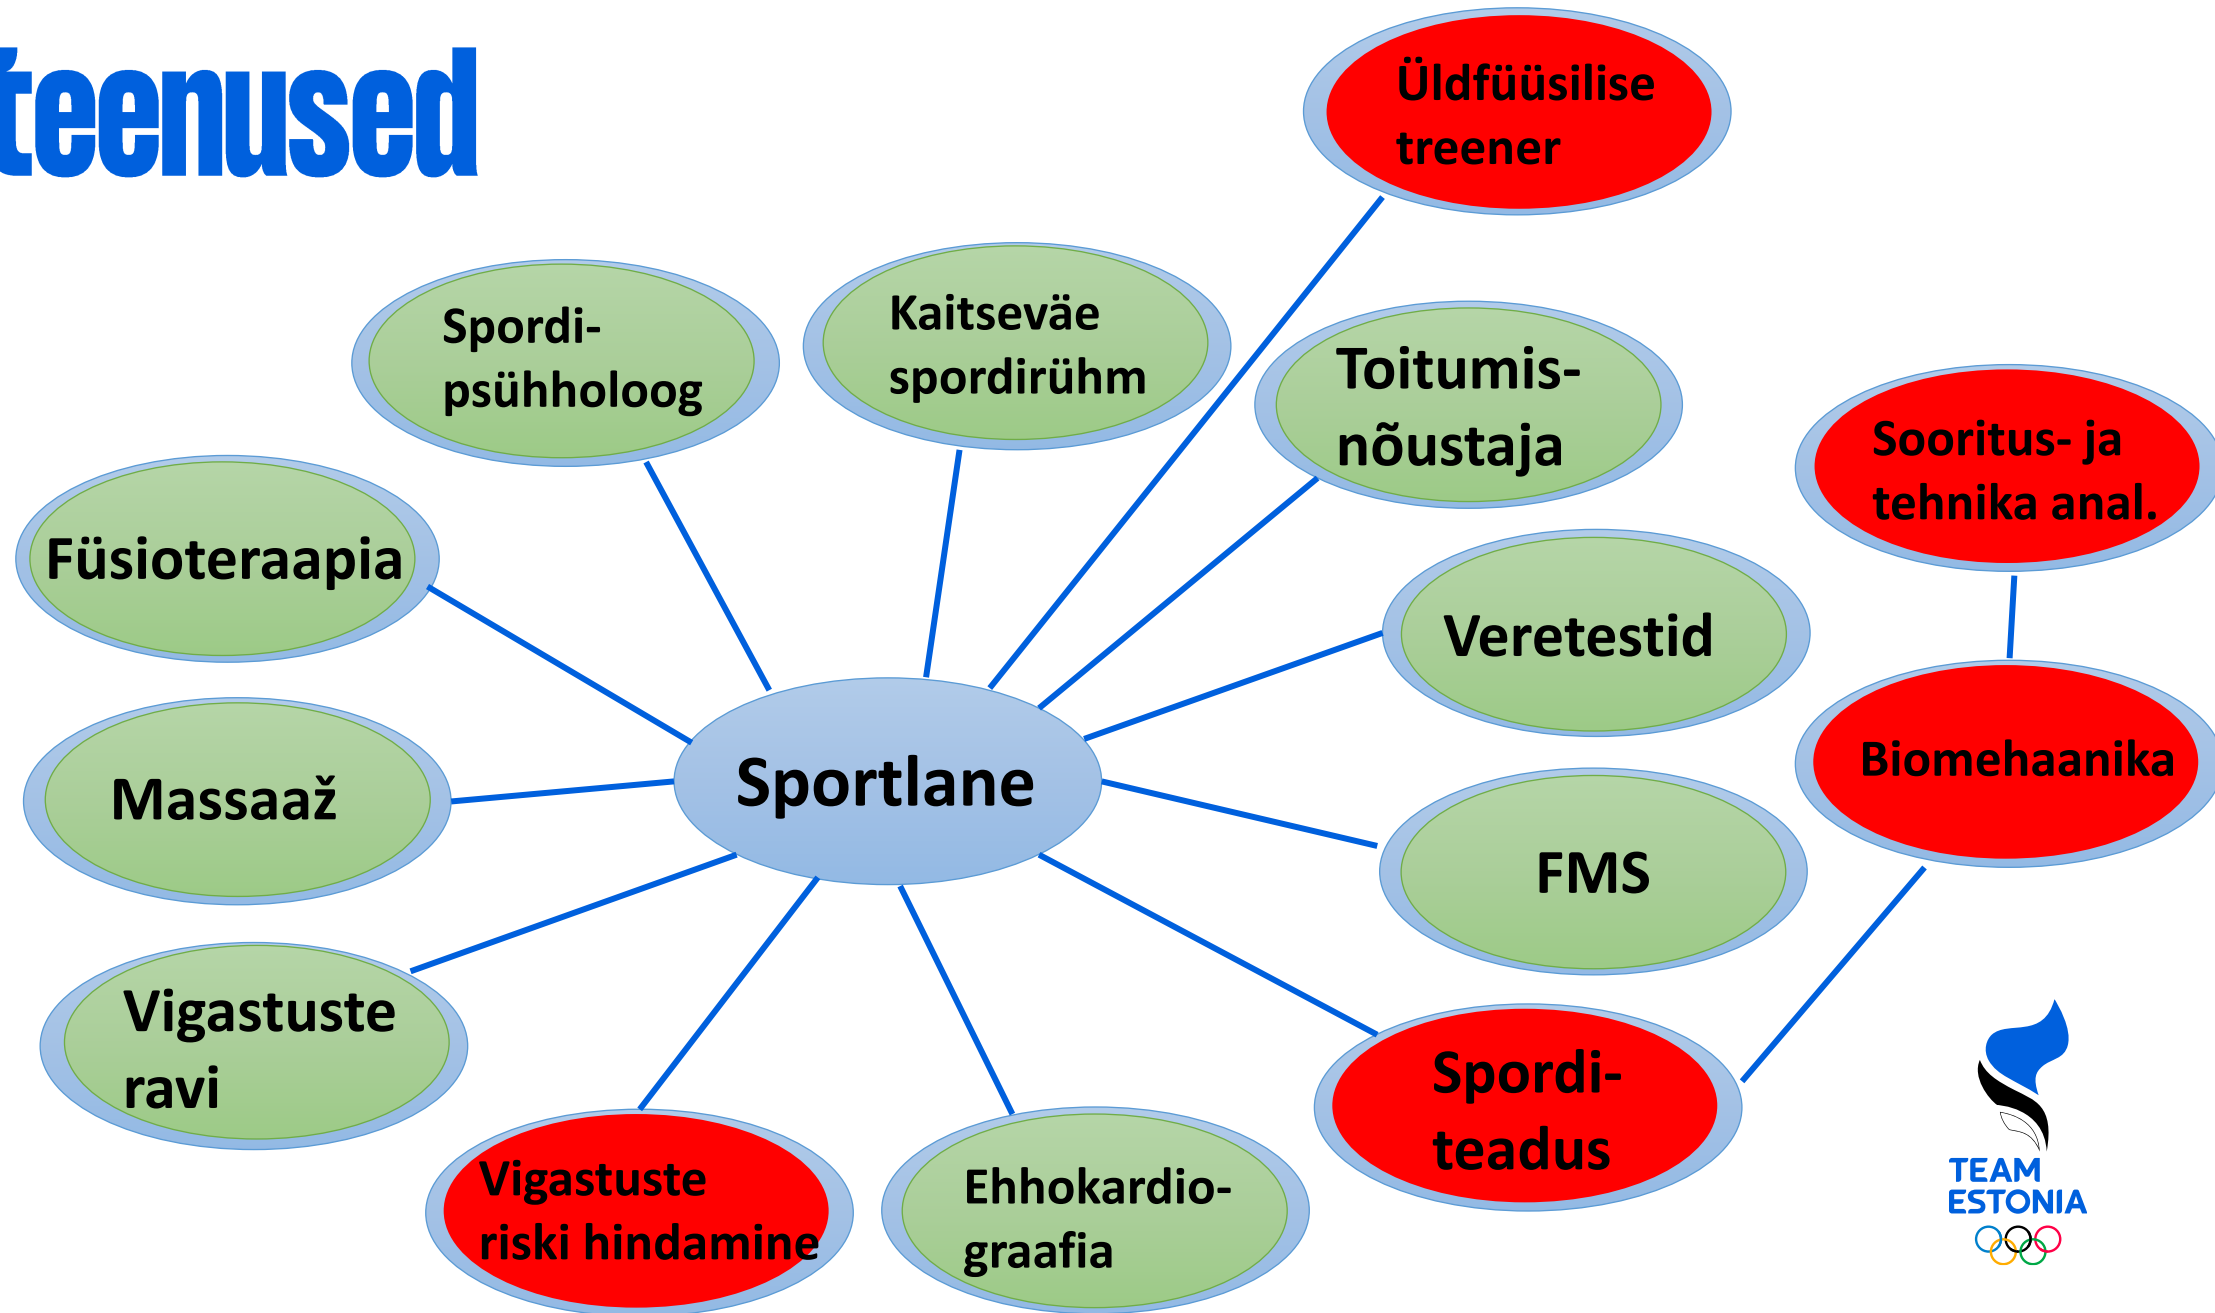 teenused
Üldfüüsilise
treener
Spordi-
psühholoog
Kaitseväe
spordirühm
Toitumis-
nõustaja
Sooritus- ja
tehnika anal.
Füsioteraapia
Veretestid
Sportlane
Biomehaanika
Massaaž
FMS
Vigastuste
ravi
Spordi-
teadus
Vigastuste
riski hindamine
Ehhokardio-
graafia
TEAM
ESTONIA